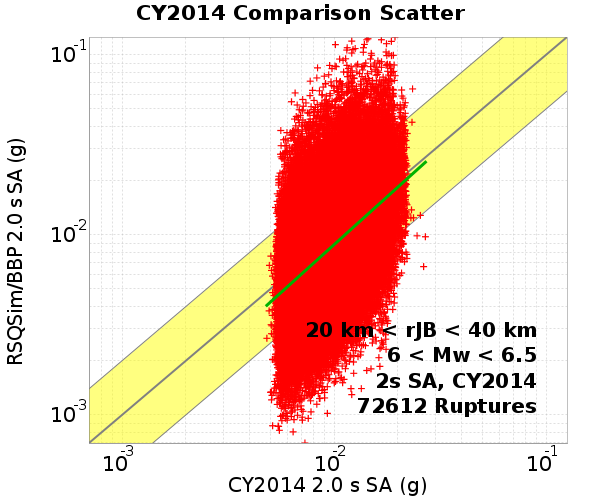 CY2014 Comparison Scatter
RSQSim/BBP 2.0 s SA (g)
10-1
10-2
10-3
20 km < rJB < 40 km
6 < Mw < 6.5
2s SA, CY2014
72612 Ruptures
10-3 10-2 10-1
CY2014 2.0 s SA (g)